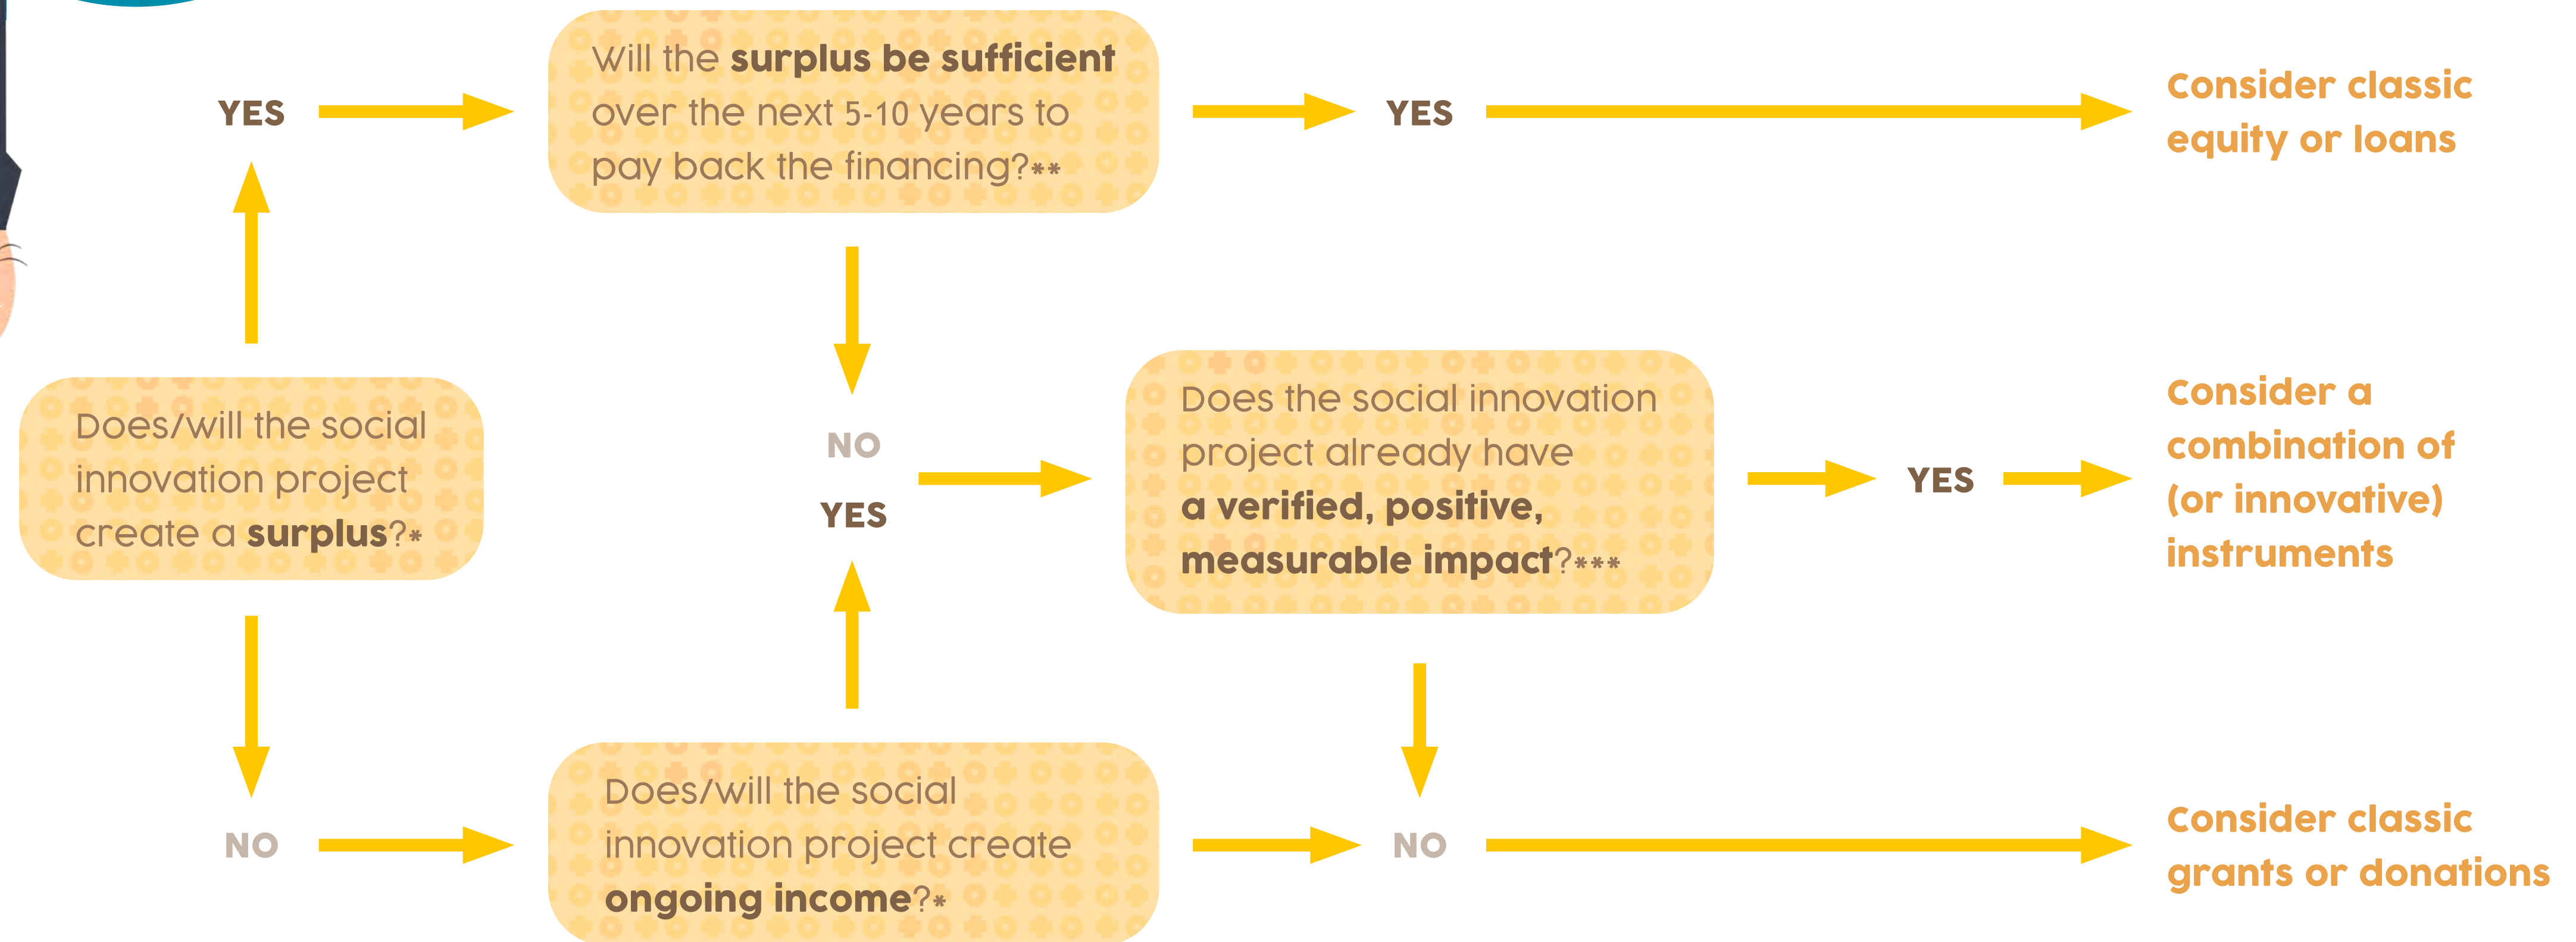 Will the surplus be sufficient
over the next 5-10 years to
pay back the financing?**
YES
YES
Consider classic
equity or loans
Does/will the social
innovation project
create a surplus?*
NO
YES
Does the social innovation
project already have
a verified, positive,
measurable impact?***
YES
Consider a
combination of
(or innovative)
instruments
NO
Does/will the social
innovation project create
ongoing income?*
NO
Consider classic
grants or donations